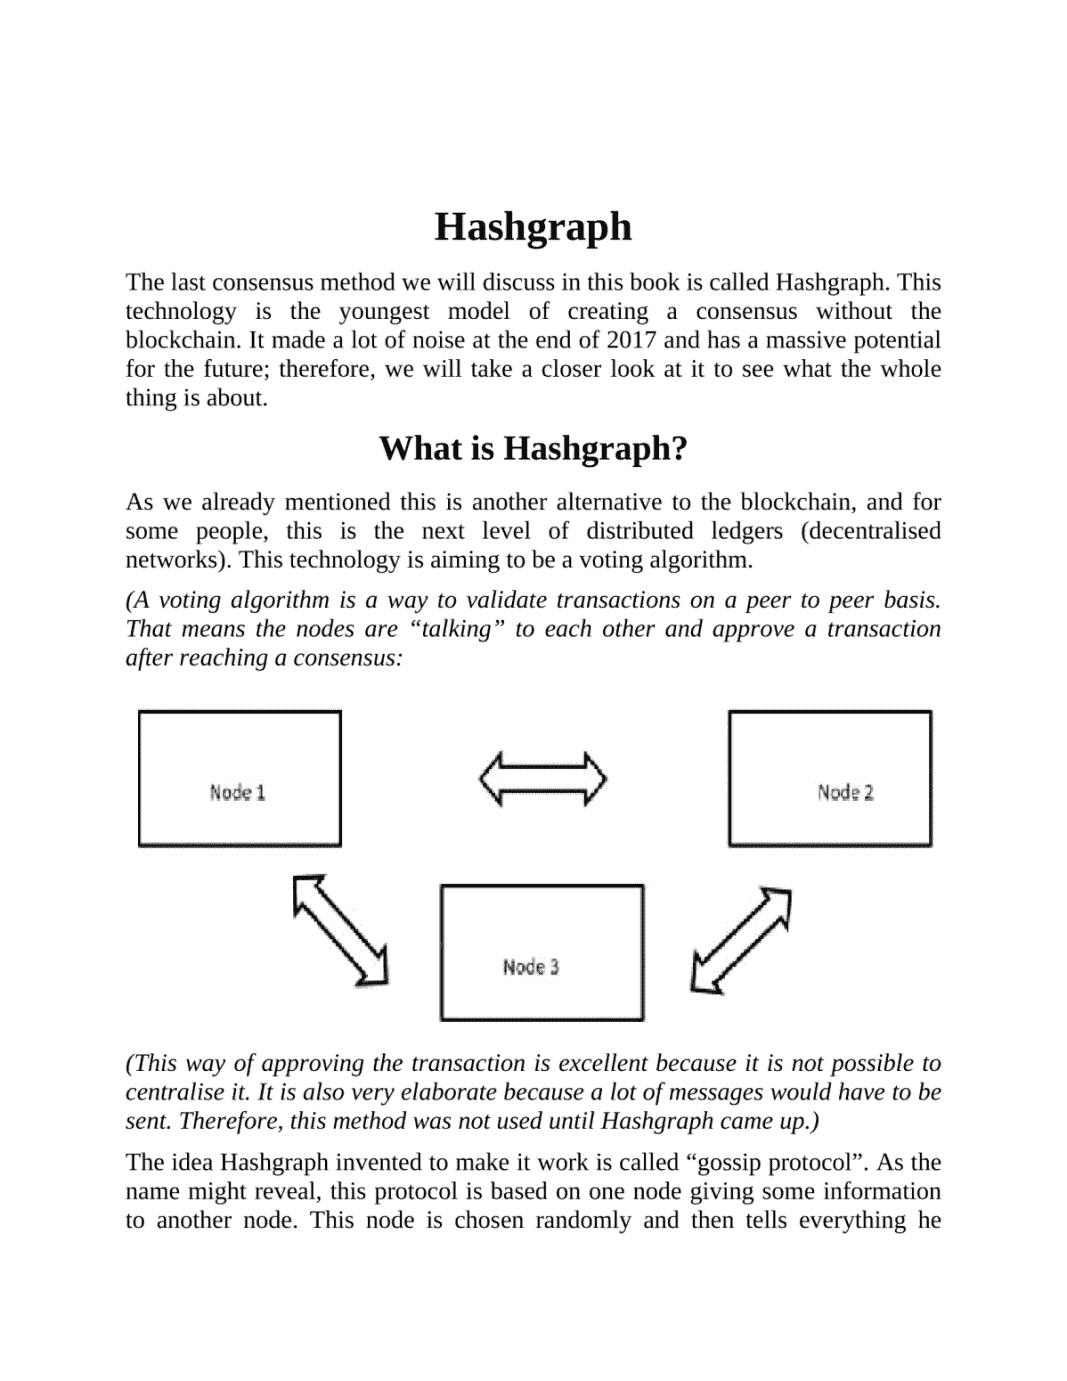 Hashgraph
The last consensus method we will discuss in this book is called Hashgraph. This
technology is the youngest model of creating a consensus without the
blockchain. It made a lot of noise at the end of 2017 and has a massive potential
for the future; therefore, we will take a closer look at it to see what the whole
thing is about.
What is Hashgraph?
As we already mentioned this is another alternative to the blockchain, and for
some people, this is the next level of distributed ledgers (decentralised
networks). This technology is aiming to be a voting algorithm.
(A voting algorithm is a way to validate transactions on a peer to peer basis.
That means the nodes are “talking” to each other and approve a transaction
after reaching a consensus:
Node 1
Node 2
Node 3
(This way of approving the transaction is excellent because it is not possible to
centralise it. It is also very elaborate because a lot of messages would have to be
sent. Therefore, this method was not used until Hashgraph came up.)
The idea Hashgraph invented to make it work is called “gossip protocol”. As the
name might reveal, this protocol is based on one node giving some information
to another node. This node is chosen randomly and then tells everything he